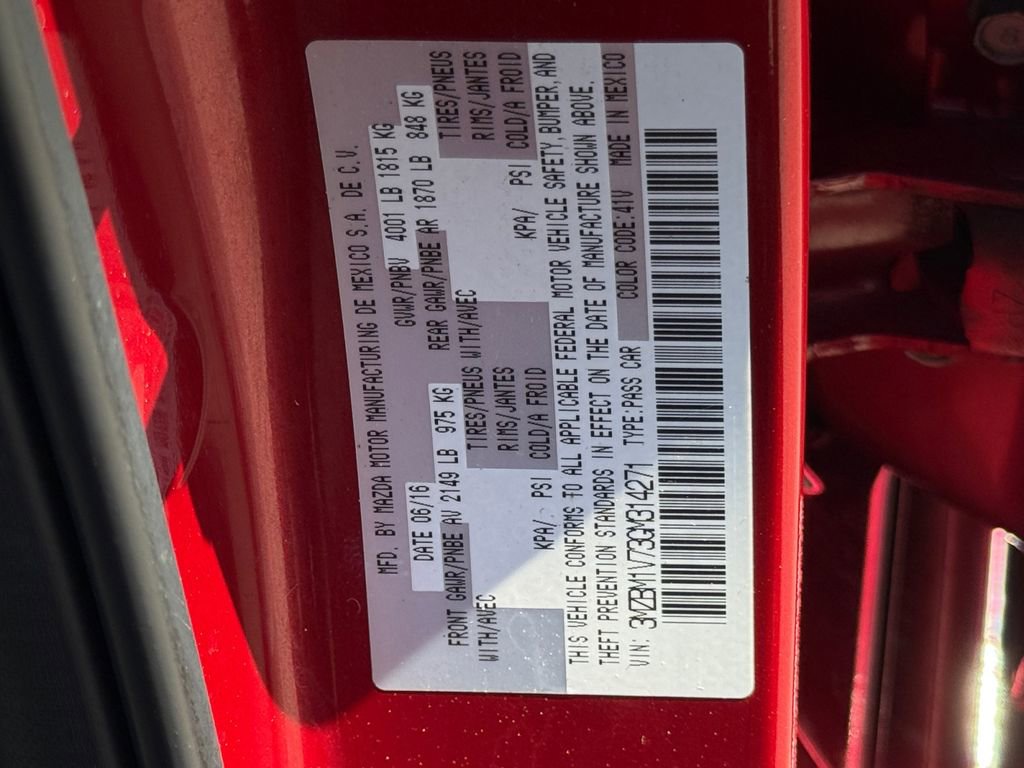 MFD. BY MAZDA MOTOR MANUFACTURING DE MEXICO S.A. DE C.V.
DATE 06/16 GVWR/PNBV 4001 LB 1815 KG
FRONT GAWR/PNBE AV 2149 LB 975 KG REAR GAWR/PNBE AR 1870 LB 848 KG
WITH/AVEC TIRES/PNEUS WITH/AVEC TIRES/PNEUS
RIMS/JANTES RIMS/JANTES
KPA/ PSI COLD/A FROID KPA/ PSI COLD/A FROID
THIS VEHICLE CONFORMS TO ALL APPLICABLE FEDERAL MOTOR VEHICLE SAFETY, BUMPER, AND
THEFT PREVENTION STANDARDS IN EFFECT ON THE DATE OF MANUFACTURE SHOWN ABOVE.
VIN: 3MZBM1V73GM314271 TYPE:PASS CAR COLOR CODE:41V MADE IN MEXICO